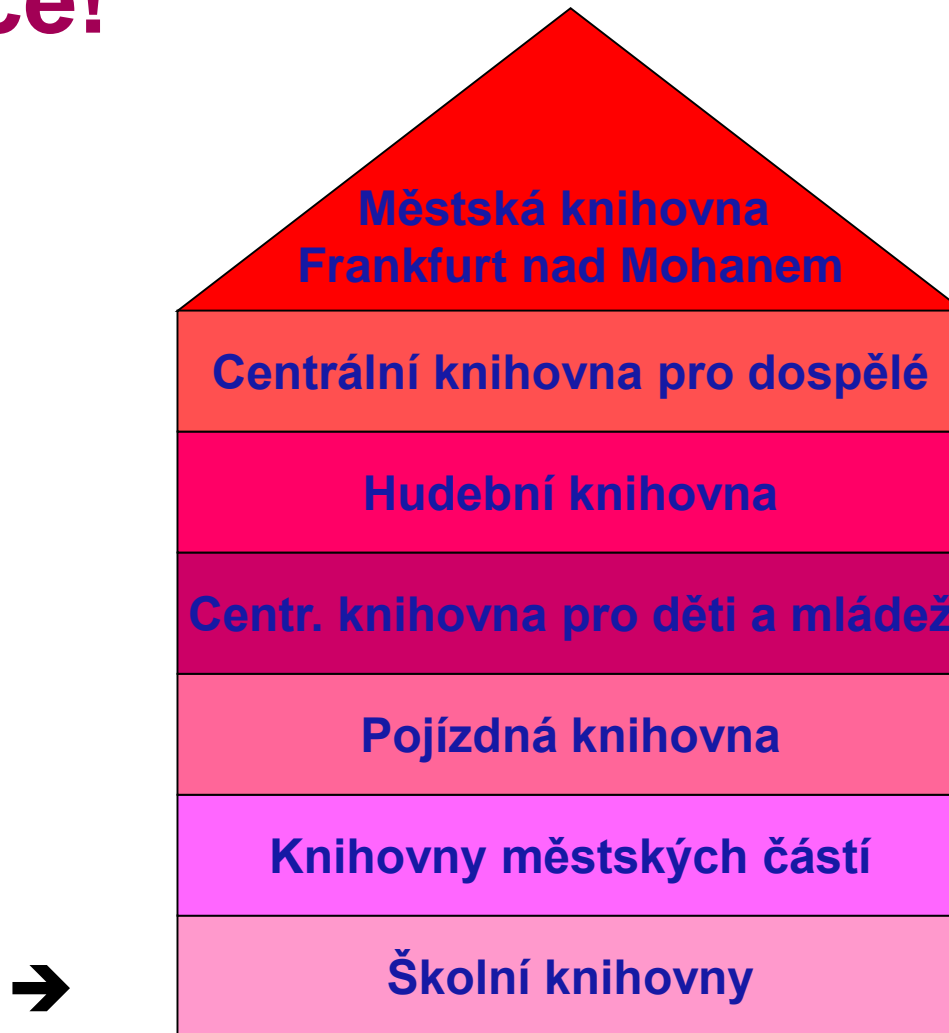 ce!
Městská knihovna
Frankfurt nad Mohanem
Centrální knihovna pro dospělé
Hudební knihovna
Centr. knihovna pro děti a mládež
Pojízdná knihovna
Knihovny městských částí
➔ Školní knihovny